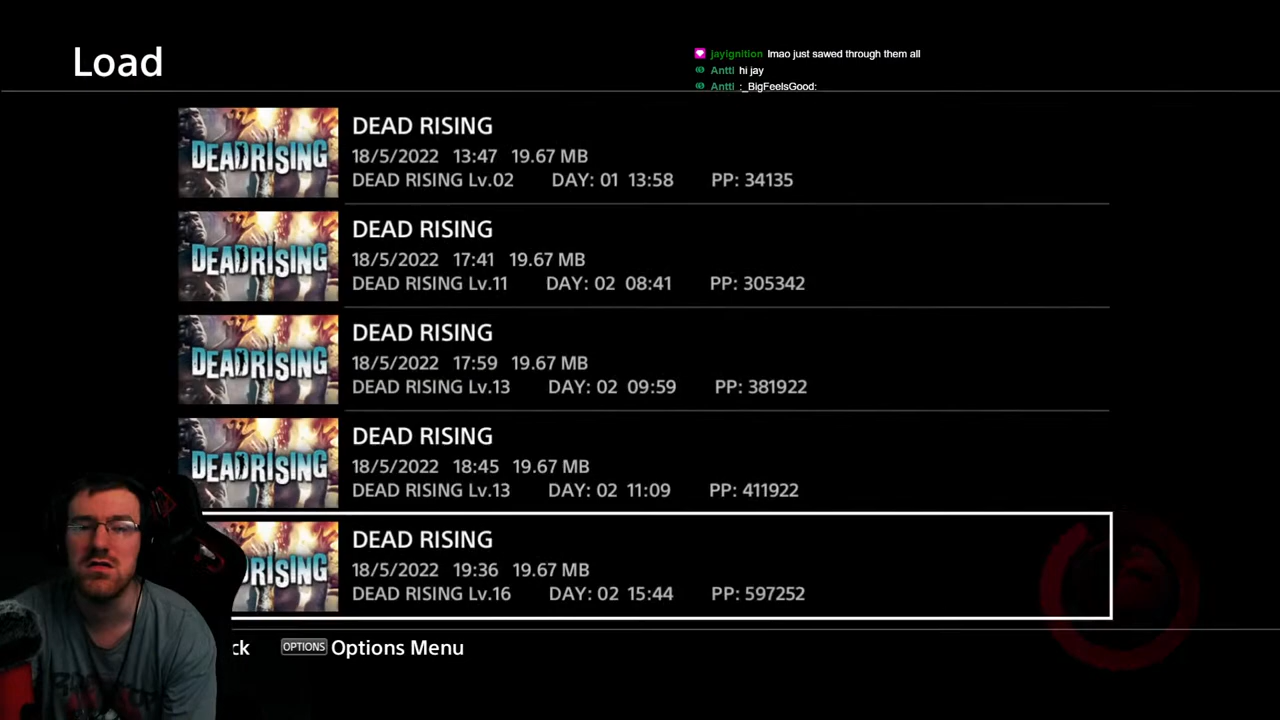 Load
jayignition lmao just sawed through them all
Antti hi jay
Antti :_BigFeelsGood:
DEADRISING
DEAD RISING
18/5/2022 13:47 19.67 MB
DEAD RISING Lv.02 DAY: 01 13:58 PP: 34135
DEADRISING
DEAD RISING
18/5/2022 17:41 19.67 MB
DEAD RISING Lv.11 DAY: 02 08:41 PP: 305342
DEADRISING
DEAD RISING
18/5/2022 17:59 19.67 MB
DEAD RISING Lv.13 DAY: 02 09:59 PP: 381922
DEADRISING
DEAD RISING
18/5/2022 18:45 19.67 MB
DEAD RISING Lv.13 DAY: 02 11:09 PP: 411922
RISING
DEAD RISING
18/5/2022 19:36 19.67 MB
DEAD RISING Lv.16 DAY: 02 15:44 PP: 597252
ck OPTIONS Options Menu